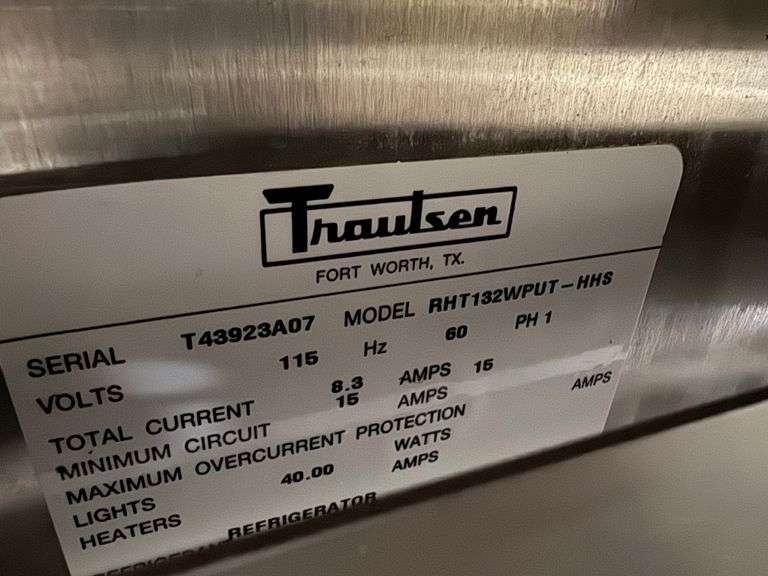 Traulsen
FORT WORTH, TX.
SERIAL T43923A07 MODEL RHT132WPUT-HHS
VOLTS 115 Hz 60 PH 1
TOTAL CURRENT 8.3 AMPS
MINIMUM CIRCUIT 15 AMPS
MAXIMUM OVERCURRENT PROTECTION 15 AMPS
LIGHTS 40.00 WATTS
HEATERS AMPS
REFRIGERATOR